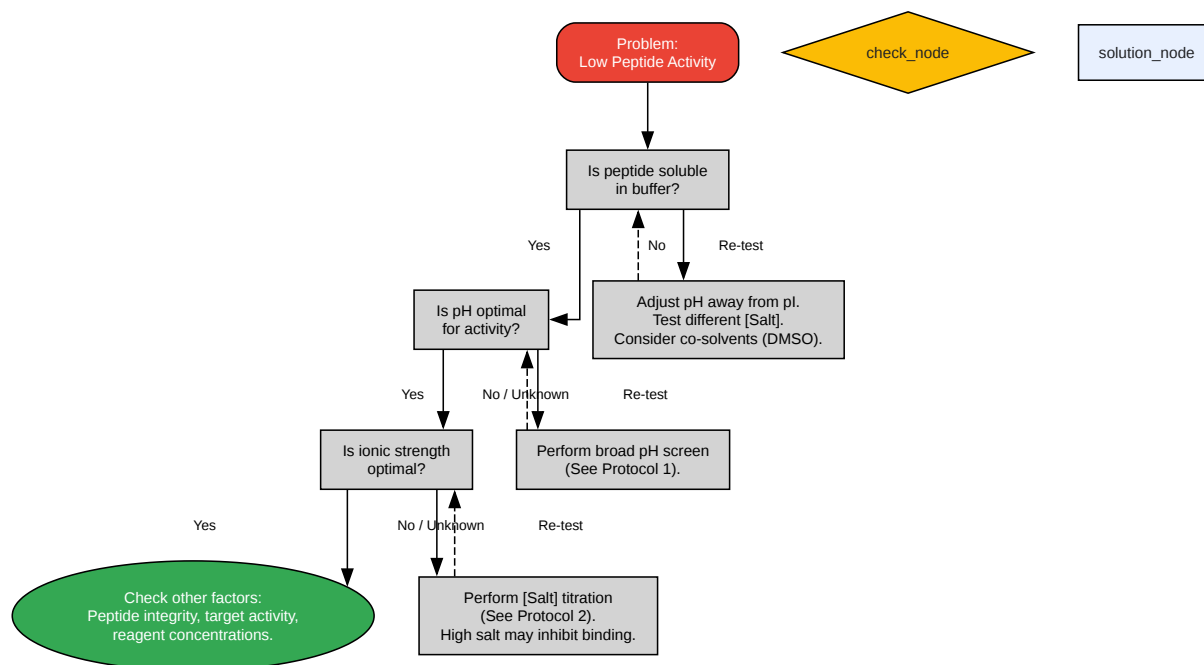 Problem:
Low Peptide Activity
check_node
solution_node
Is peptide soluble
in buffer?
Yes
No
Re-test
Adjust pH away from pI.
Test different [Salt].
Consider co-solvents (DMSO).
Is pH optimal
for activity?
Yes
No / Unknown
Re-test
Is ionic strength
optimal?
Perform broad pH screen
(See Protocol 1).
Yes
No / Unknown
Re-test
Check other factors:
Peptide integrity, target activity,
reagent concentrations.
Perform [Salt] titration
(See Protocol 2).
High salt may inhibit binding.